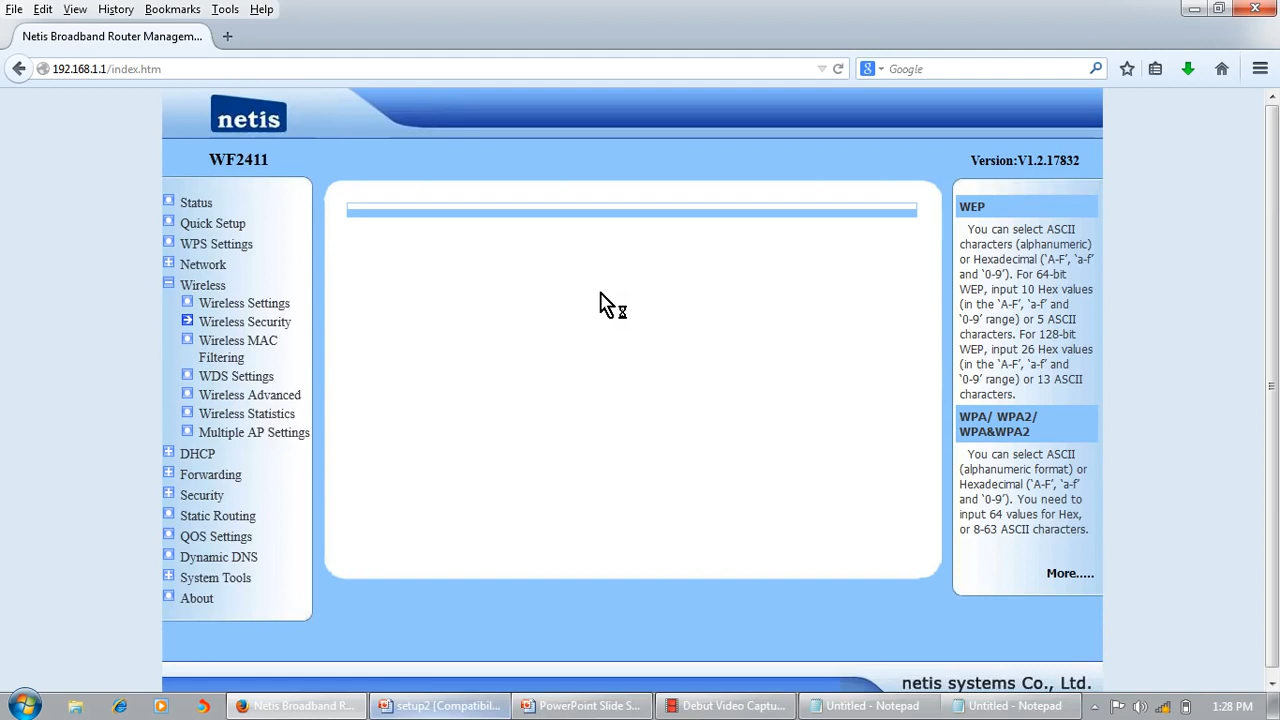 File Edit View History Bookmarks Tools Help
Netis Broadband Router Managem...
192.168.1.1/index.htm
Google
netis
WF2411
Version:V1.2.17832
Status
Quick Setup
WPS Settings
Network
Wireless
Wireless Settings
Wireless Security
Wireless MAC
Filtering
WDS Settings
Wireless Advanced
Wireless Statistics
Multiple AP Settings
DHCP
Forwarding
Security
Static Routing
QOS Settings
Dynamic DNS
System Tools
About
WEP
You can select ASCII
characters (alphanumeric)
or Hexadecimal ('A-F', 'a-f'
and '0-9'). For 64-bit
WEP, input 10 Hex values
(in the 'A-F', 'a-f' and
'0-9' range) or 5 ASCII
characters. For 128-bit
WEP, input 26 Hex values
(in the 'A-F', 'a-f' and
'0-9' range) or 13 ASCII
characters.
WPA/ WPA2/
WPA&WPA2
You can select ASCII
(alphanumeric format) or
Hexadecimal ('A-F', 'a-f'
and '0-9'). You need to
input 64 values for Hex,
or 8-63 ASCII characters.
More.....
netis systems Co., Ltd.
Netis Broadband R...
setup2 [Compatibil...
PowerPoint Slide S...
Debut Video Captu...
Untitled - Notepad
Untitled - Notepad
1:28 PM